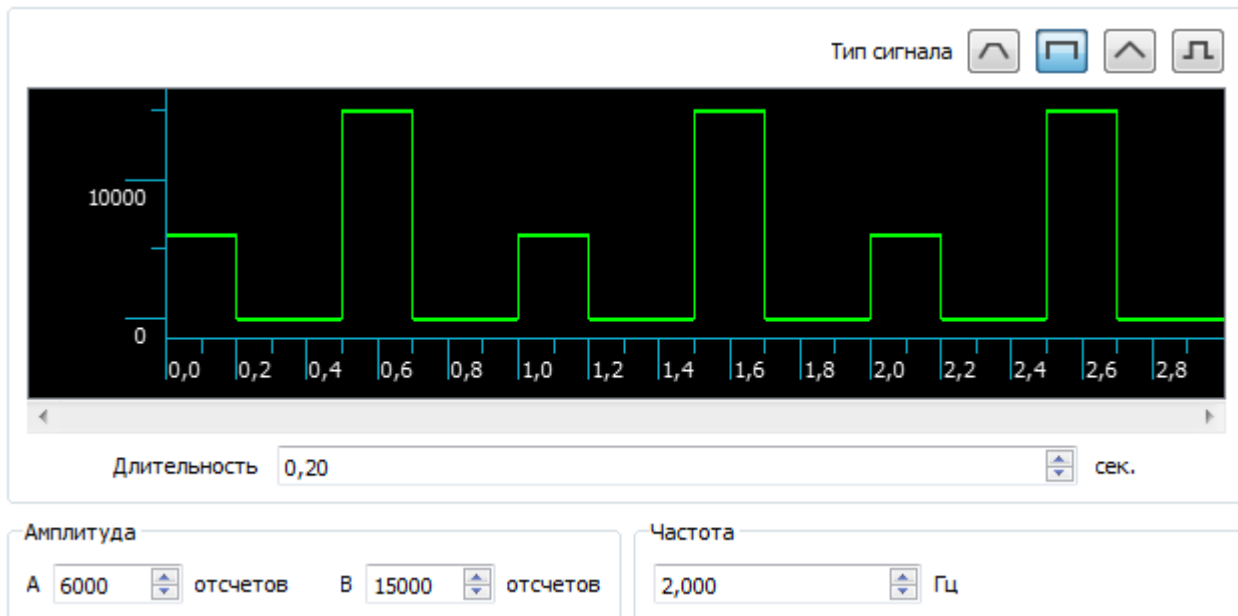 Тип сигнала
10000
0
0,0 0,2 0,4 0,6 0,8 1,0 1,2 1,4 1,6 1,8 2,0 2,2 2,4 2,6 2,8
Длительность 0,20 сек.
Амплитуда Частота
A 6000 отсчетов B 15000 отсчетов 2,000 Гц